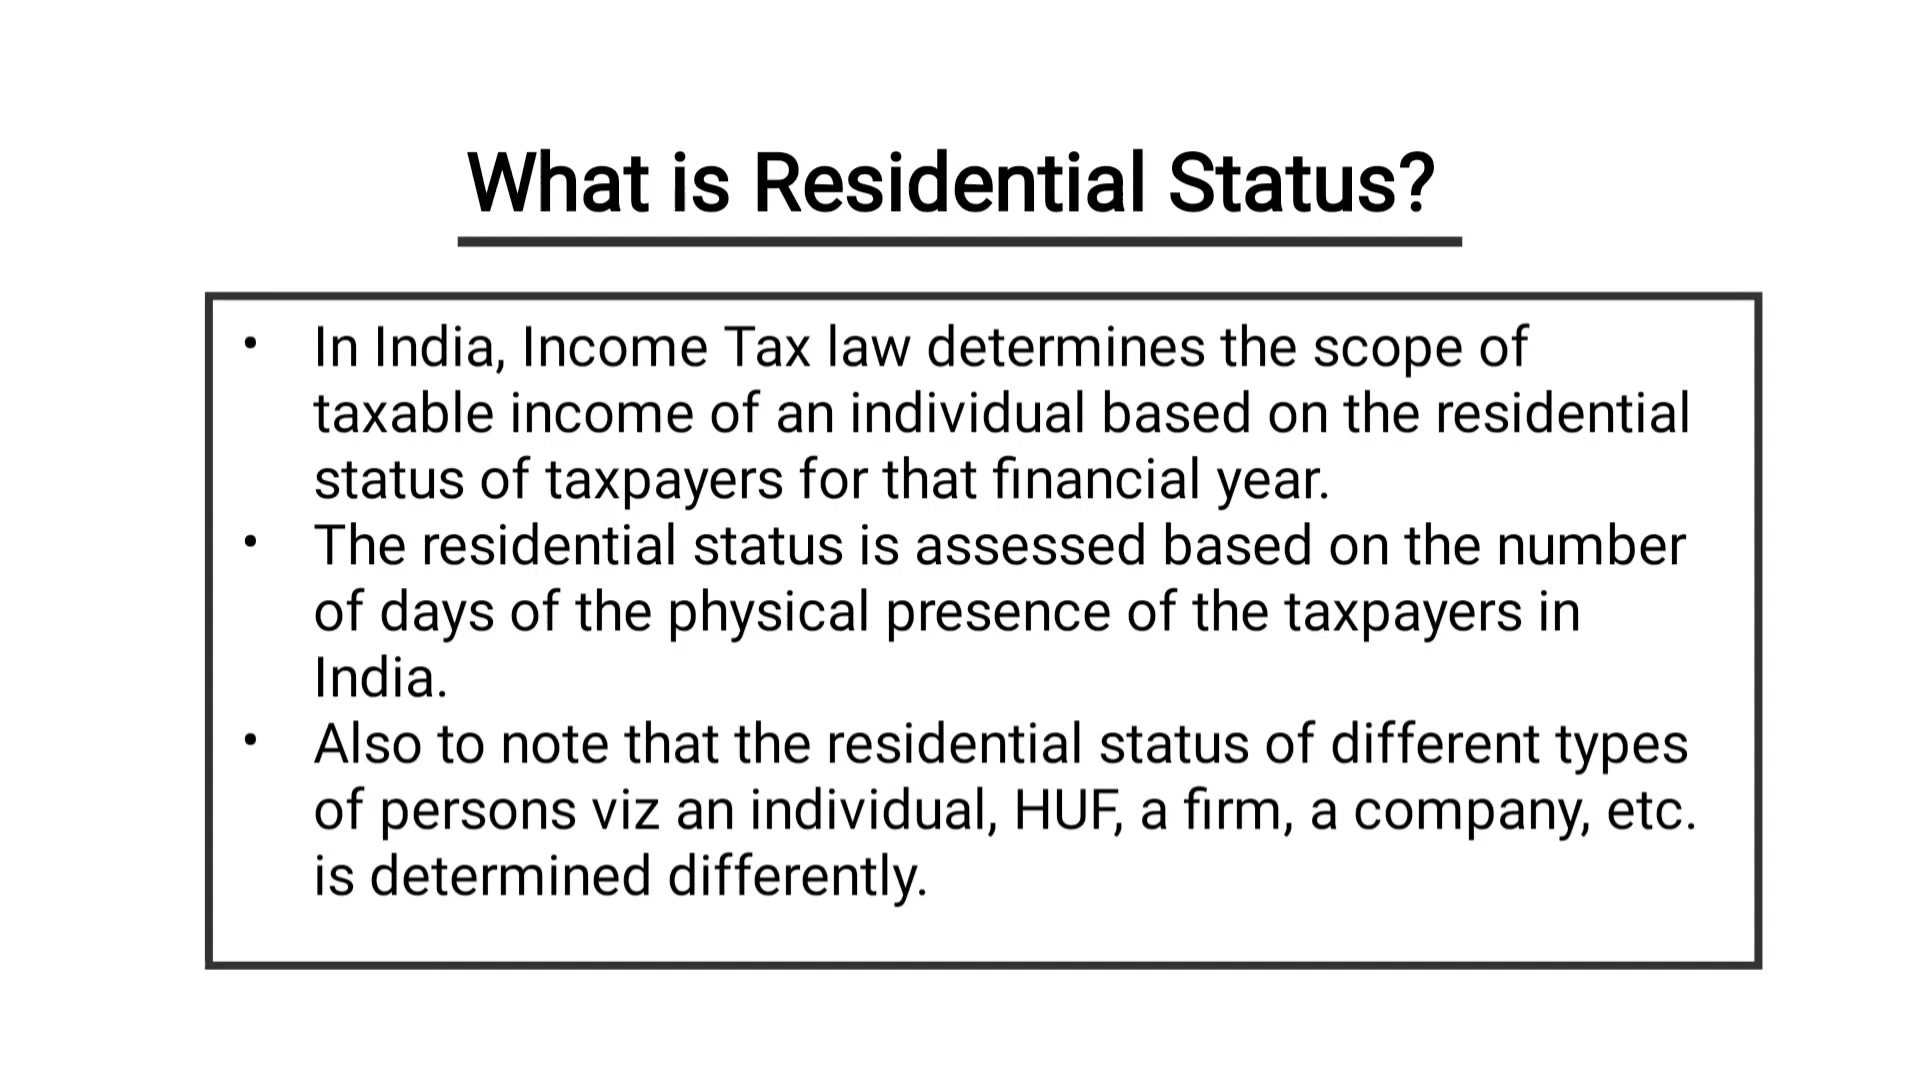 What is Residential Status?
• In India, Income Tax law determines the scope of
taxable income of an individual based on the residential
status of taxpayers for that financial year.
• The residential status is assessed based on the number
of days of the physical presence of the taxpayers in
India.
• Also to note that the residential status of different types
of persons viz an individual, HUF, a firm, a company, etc.
is determined differently.